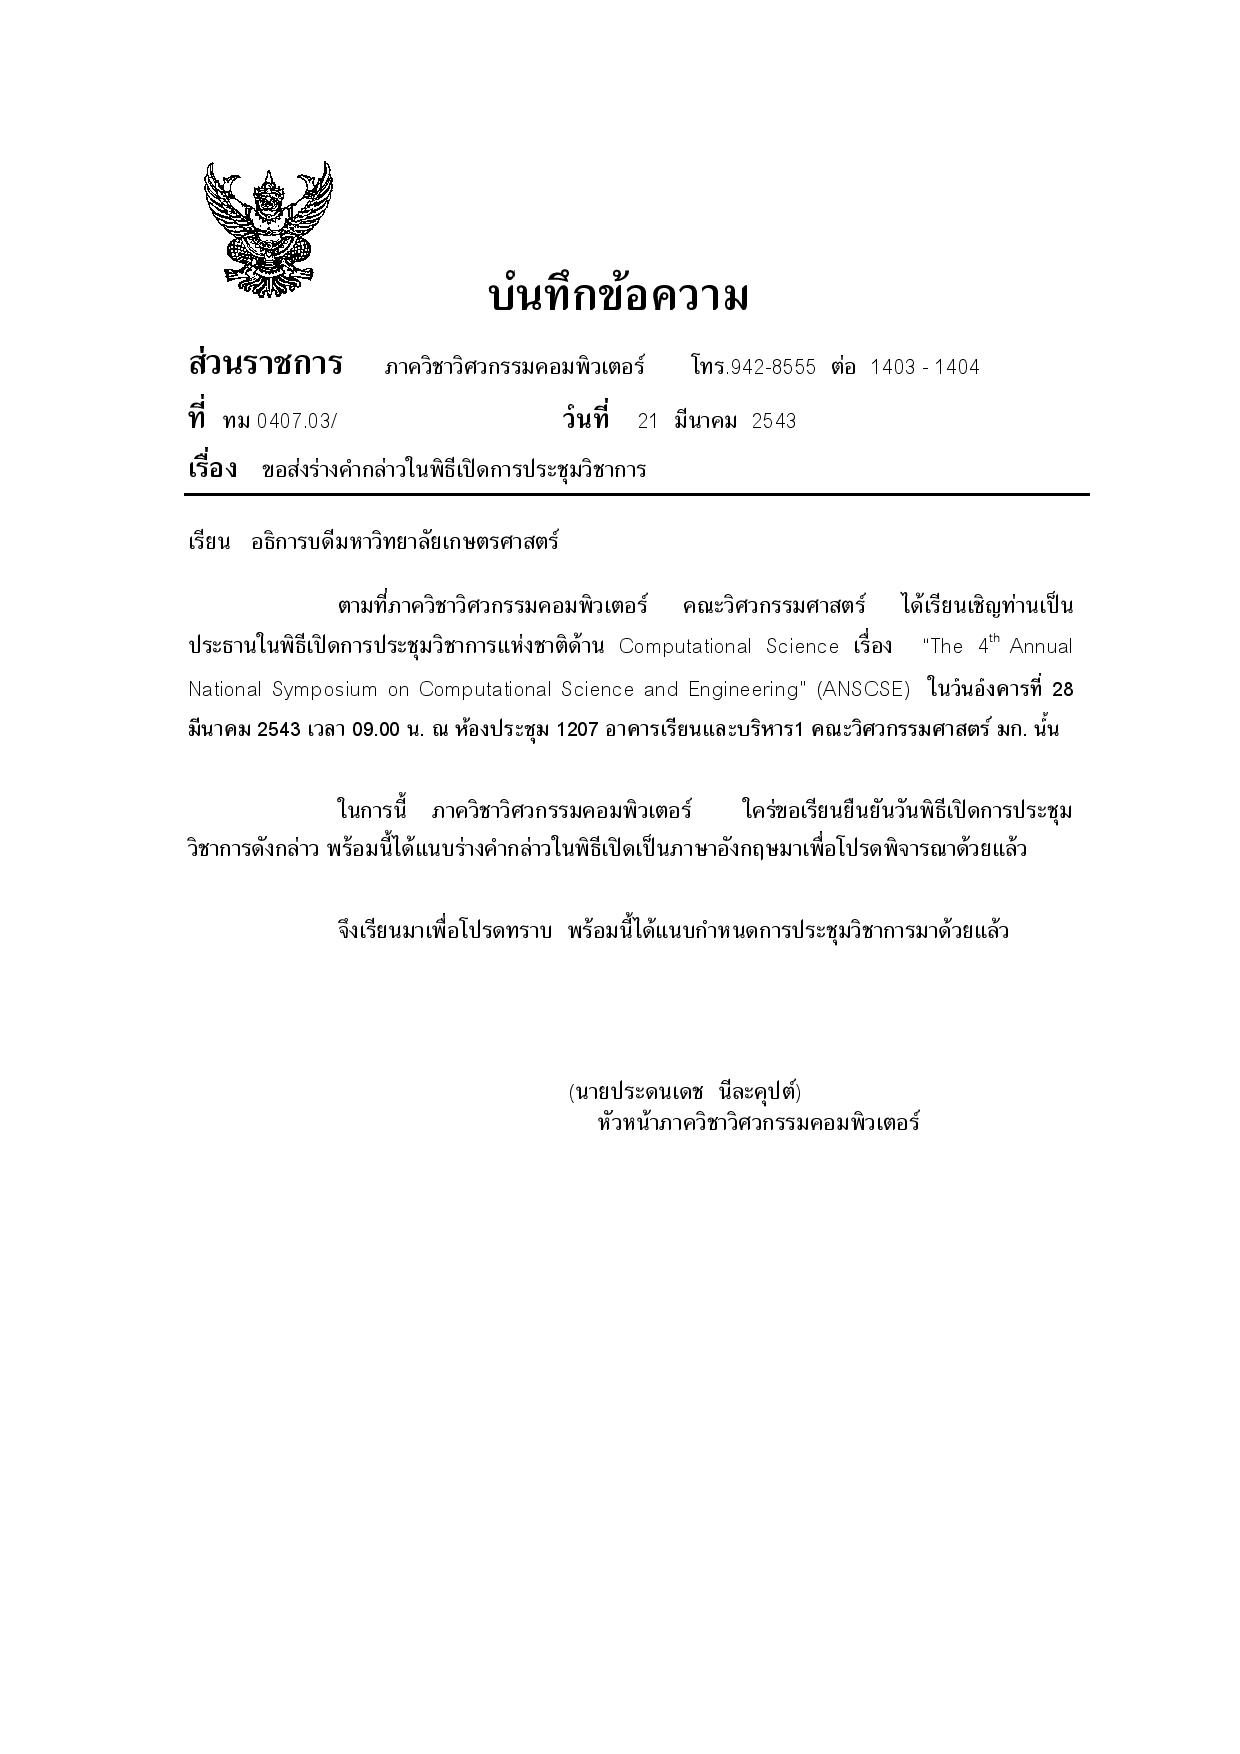 บันทึกข้อความ
ส่วนราชการ ภาควิชาวิศวกรรมคอมพิวเตอร์ โทร.942-8555 ต่อ 1403 - 1404
ที่ ทม 0407.03/ วันที่ 21 มีนาคม 2543
เรื่อง ขอส่งร่างคำกล่าวในพิธีเปิดการประชุมวิชาการ
เรียน อธิการบดีมหาวิทยาลัยเกษตรศาสตร์
ตามที่ภาควิชาวิศวกรรมคอมพิวเตอร์ คณะวิศวกรรมศาสตร์ ได้เรียนเชิญท่านเป็น
ประธานในพิธีเปิดการประชุมวิชาการแห่งชาติด้าน Computational Science เรื่อง "The 4th Annual
National Symposium on Computational Science and Engineering" (ANSCSE) ในวันอังคารที่ 28
มีนาคม 2543 เวลา 09.00 น. ณ ห้องประชุม 1207 อาคารเรียนและบริหาร1 คณะวิศวกรรมศาสตร์ มก. นั้น
ในการนี้ ภาควิชาวิศวกรรมคอมพิวเตอร์ ใคร่ขอเรียนยืนยันวันพิธีเปิดการประชุม
วิชาการดังกล่าว พร้อมนี้ได้แนบร่างคำกล่าวในพิธีเปิดเป็นภาษาอังกฤษมาเพื่อโปรดพิจารณาด้วยแล้ว
จึงเรียนมาเพื่อโปรดทราบ พร้อมนี้ได้แนบกำหนดการประชุมวิชาการมาด้วยแล้ว
(นายประดนเดช นีละคุปต์)
หัวหน้าภาควิชาวิศวกรรมคอมพิวเตอร์